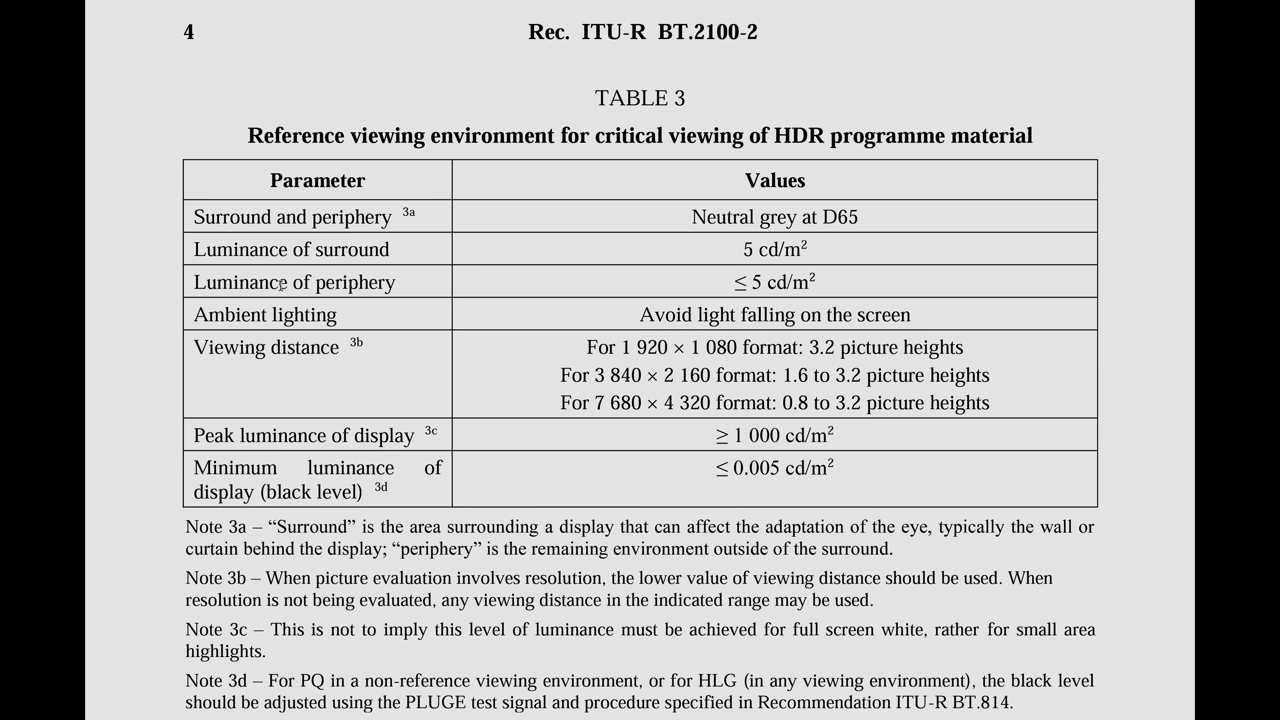 4 Rec. ITU-R BT.2100-2
TABLE 3
Reference viewing environment for critical viewing of HDR programme material
Parameter Values
Surround and periphery 3a Neutral grey at D65
Luminance of surround 5 cd/m²
Luminance of periphery ≤ 5 cd/m²
Ambient lighting Avoid light falling on the screen
Viewing distance 3b For 1 920 × 1 080 format: 3.2 picture heights
For 3 840 × 2 160 format: 1.6 to 3.2 picture heights
For 7 680 × 4 320 format: 0.8 to 3.2 picture heights
Peak luminance of display 3c ≥ 1 000 cd/m²
Minimum luminance of ≤ 0.005 cd/m²
display (black level) 3d
Note 3a – “Surround” is the area surrounding a display that can affect the adaptation of the eye, typically the wall or
curtain behind the display; “periphery” is the remaining environment outside of the surround.
Note 3b – When picture evaluation involves resolution, the lower value of viewing distance should be used. When
resolution is not being evaluated, any viewing distance in the indicated range may be used.
Note 3c – This is not to imply this level of luminance must be achieved for full screen white, rather for small area
highlights.
Note 3d – For PQ in a non-reference viewing environment, or for HLG (in any viewing environment), the black level
should be adjusted using the PLUGE test signal and procedure specified in Recommendation ITU-R BT.814.